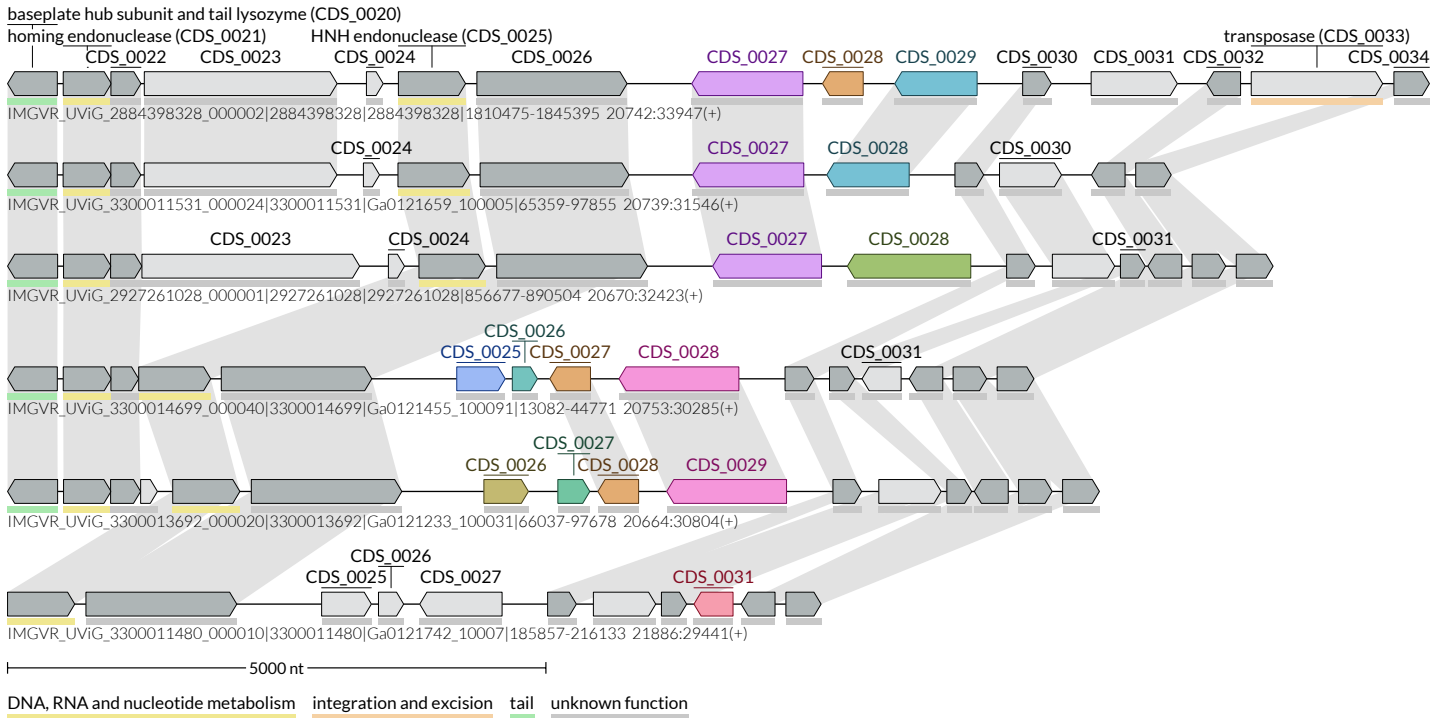 baseplate hub subunit and tail lysozyme (CDS_0020)
homing endonuclease (CDS_0021) HNH endonuclease (CDS_0025) transposase (CDS_0033)
CDS_0022 CDS_0023 CDS_0024 CDS_0026 CDS_0027 CDS_0028 CDS_0029 CDS_0030 CDS_0031 CDS_0032 CDS_0034
IMGVR_UViG_2884398328_000002|2884398328|2884398328|1810475-1845395 20742:33947(+)
CDS_0024 CDS_0027 CDS_0028 CDS_0030
IMGVR_UViG_3300011531_000024|3300011531|Ga0121659_100005|65359-97855 20739:31546(+)
CDS_0023 CDS_0024 CDS_0027 CDS_0028 CDS_0031
IMGVR_UViG_2927261028_000001|2927261028|2927261028|856677-890504 20670:32423(+)
CDS_0026
CDS_0025 CDS_0027 CDS_0028 CDS_0031
IMGVR_UViG_3300014699_000040|3300014699|Ga0121455_100091|13082-44771 20753:30285(+)
CDS_0027
CDS_0026 CDS_0028 CDS_0029
IMGVR_UViG_3300013692_000020|3300013692|Ga0121233_100031|66037-97678 20664:30804(+)
CDS_0026
CDS_0025 CDS_0027 CDS_0031
IMGVR_UViG_3300011480_000010|3300011480|Ga0121742_10007|185857-216133 21886:29441(+)
5000 nt
DNA, RNA and nucleotide metabolism integration and excision tail unknown function